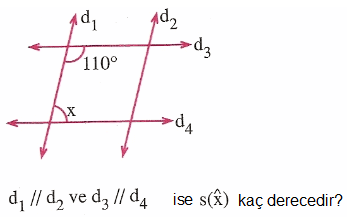 d₁ d₂
d₃
110°
x
d₄
d₁ // d₂ ve d₃ // d₄ ise s(x̂) kaç derecedir?